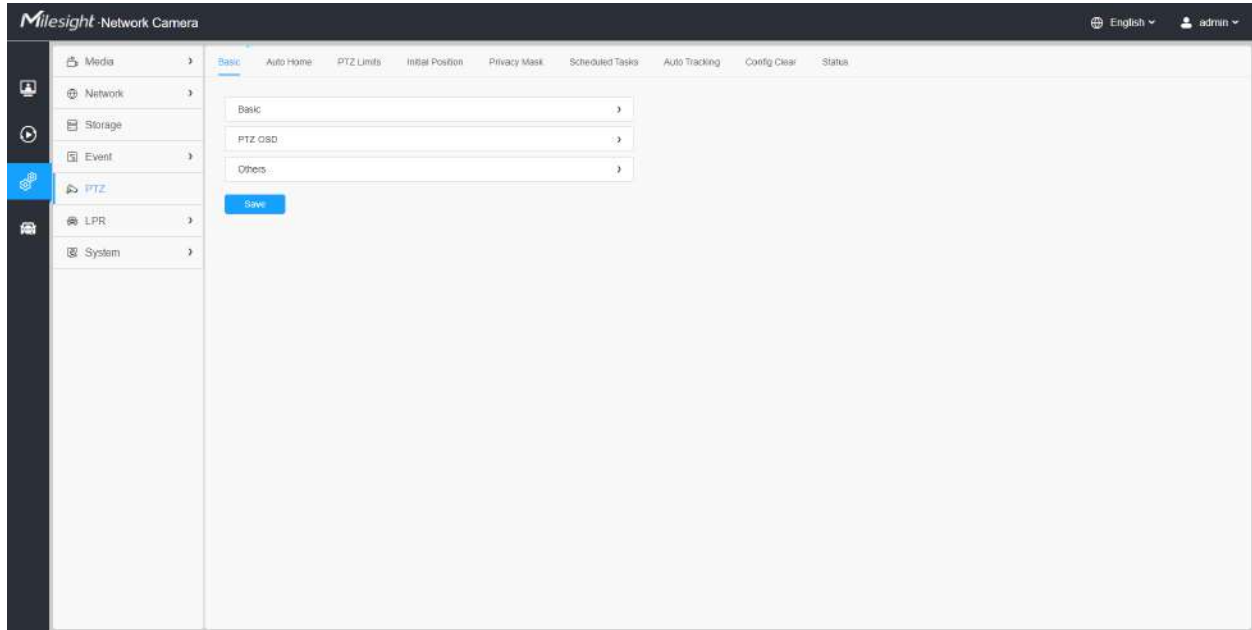 Milesight·Network Camera
English
admin
Media
Network
Storage
Event
PTZ
LPR
System
Basic
Auto Home
PTZ Limits
Initial Position
Privacy Mask
Scheduled Tasks
Auto Tracking
Config Clear
Status
Basic
PTZ OSD
Others
Save